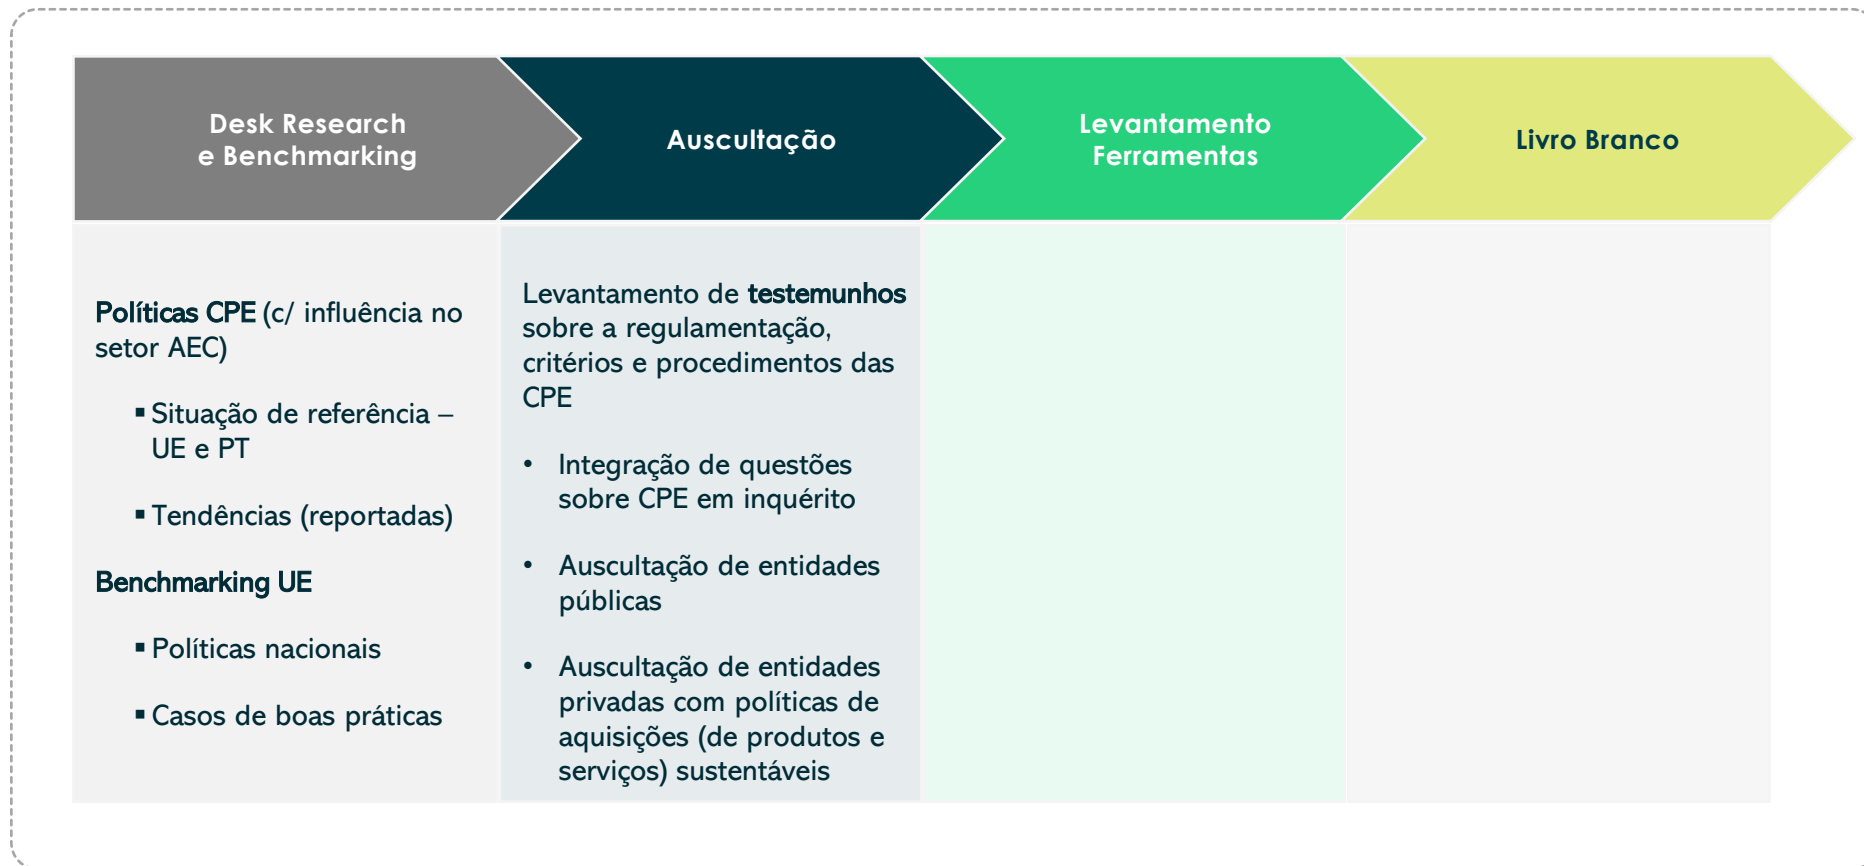 Desk Research
e Benchmarking
Auscultação
Levantamento
Ferramentas
Livro Branco
Políticas CPE (c/ influência no
setor AEC)
▪ Situação de referência –
UE e PT
▪ Tendências (reportadas)
Benchmarking UE
▪ Políticas nacionais
▪ Casos de boas práticas
Levantamento de testemunhos
sobre a regulamentação,
critérios e procedimentos das
CPE
• Integração de questões
sobre CPE em inquérito
• Auscultação de entidades
públicas
• Auscultação de entidades
privadas com políticas de
aquisições (de produtos e
serviços) sustentáveis